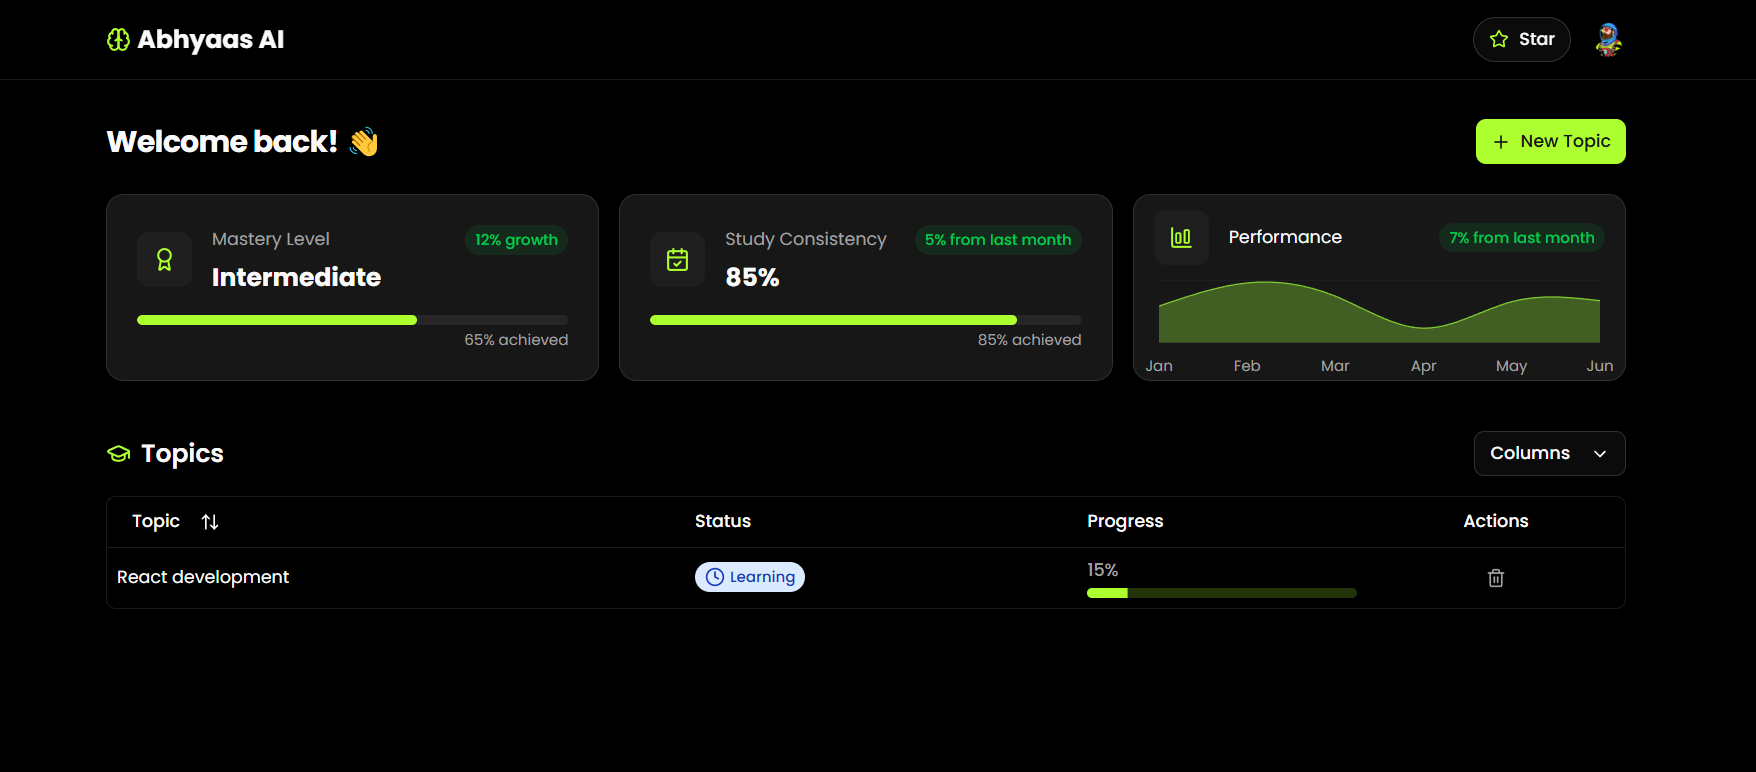 Abhyaas AI
Star
Welcome back! 👋
New Topic
Mastery Level
12% growth
Intermediate
65% achieved
Study Consistency
5% from last month
85%
85% achieved
Performance
7% from last month
Jan Feb Mar Apr May Jun
Topics
Columns
Topic Status Progress Actions
React development Learning 15%